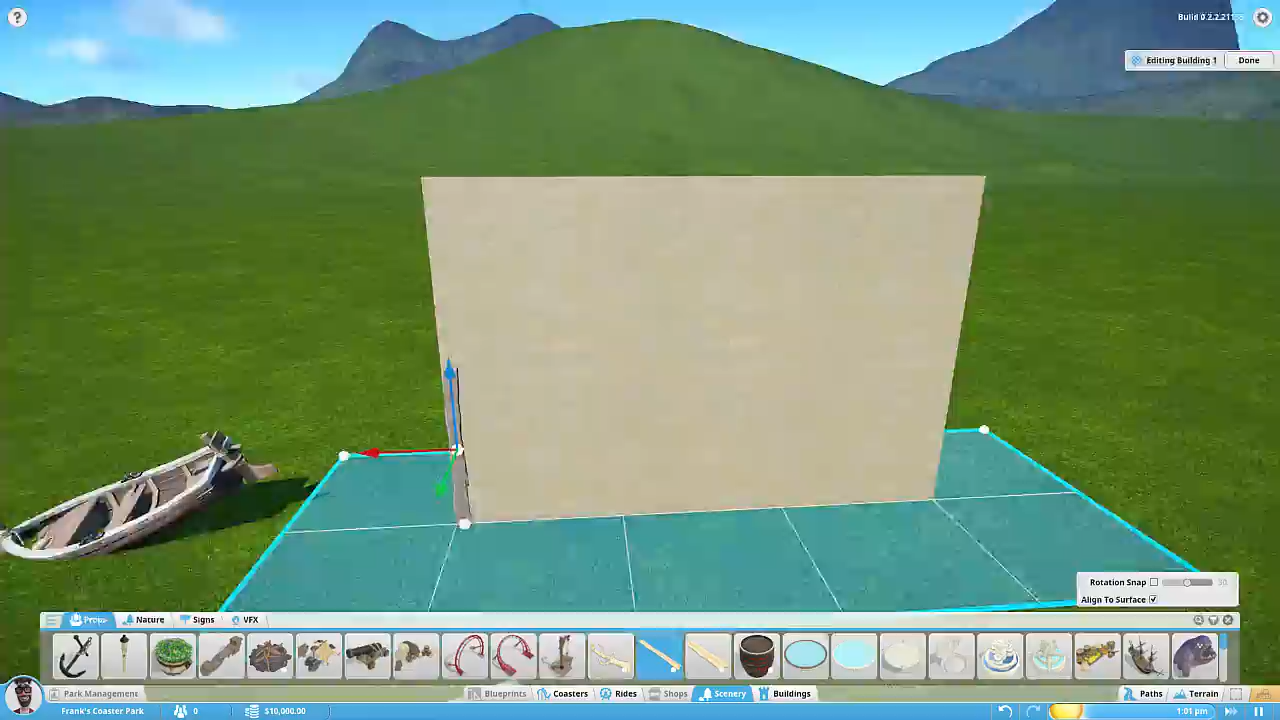 ?
Build 0.2.2.21
Editing Building 1 Done
Rotation Snap 30
Align To Surface
Props Nature Signs VFX
Park Management Blueprints Coasters Rides Shops Scenery Buildings Paths Terrain
Frank's Coaster Park 0 $10,000.00 1:01 pm